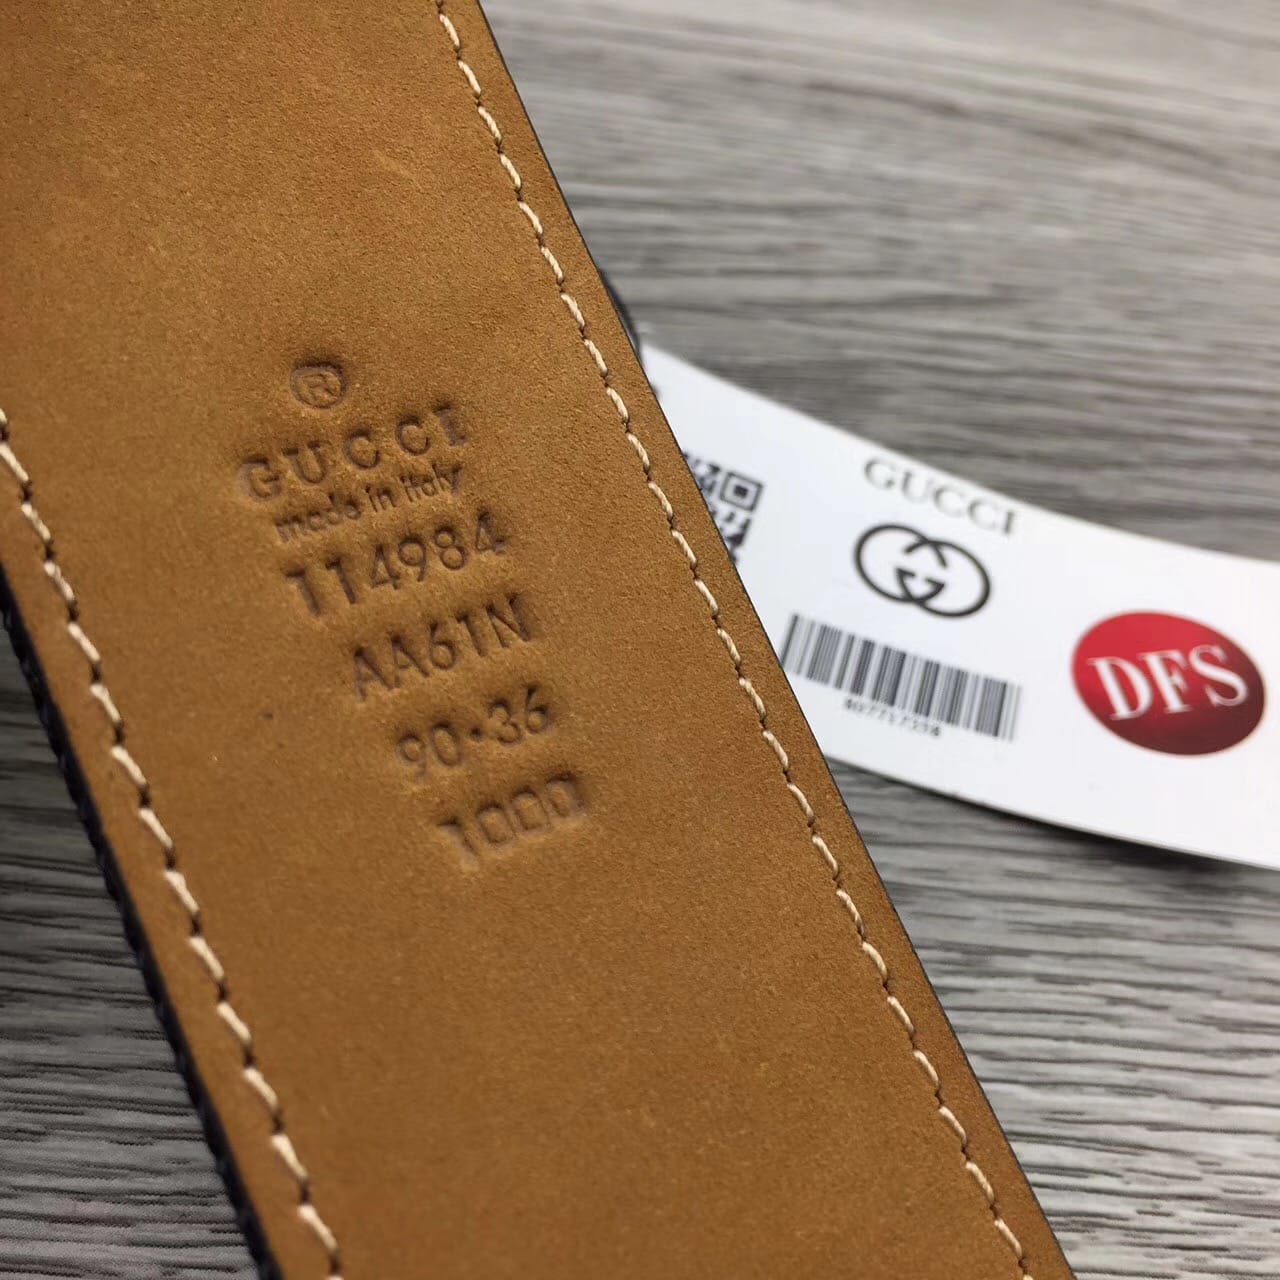 ®
GUCCI
made in italy
114984
AA61N
90·36
1000
GUCCI
DFS